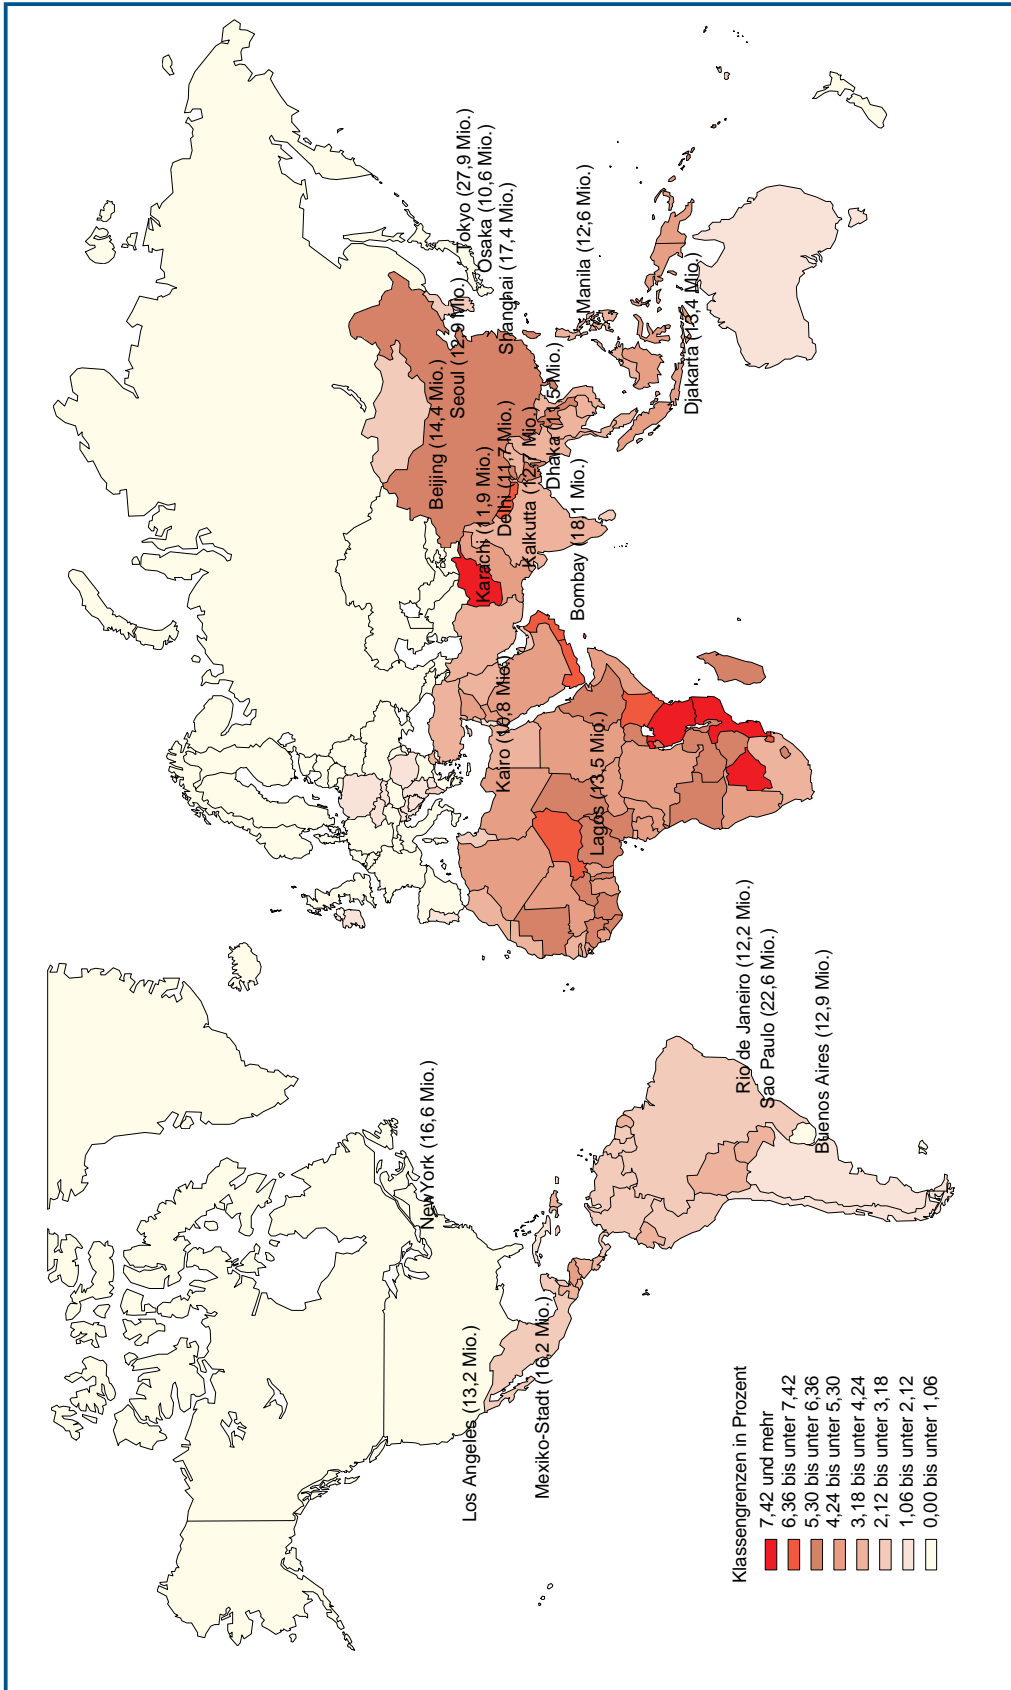 Los Angeles (13,2 Mio.)
NewYork (16,6 Mio.)
Mexiko-Stadt (16,2 Mio.)
Rio de Janeiro (12,2 Mio.)
Sao Paulo (22,6 Mio.)
Buenos Aires (12,9 Mio.)
Kairo (10,8 Mio.)
Lagos (13,5 Mio.)
Beijing (14,4 Mio.)
Seoul (12,9 Mio.)
Tokyo (27,9 Mio.)
Osaka (10,6 Mio.)
Shanghai (17,4 Mio.)
Karachi (11,9 Mio.)
Delhi (11,7 Mio.)
Kalkutta (12,7 Mio.)
Dhaka (11,5 Mio.)
Bombay (18,1 Mio.)
Manila (12,6 Mio.)
Djakarta (13,4 Mio.)
Klassengrenzen in Prozent
7,42 und mehr
6,36 bis unter 7,42
5,30 bis unter 6,36
4,24 bis unter 5,30
3,18 bis unter 4,24
2,12 bis unter 3,18
1,06 bis unter 2,12
0,00 bis unter 1,06